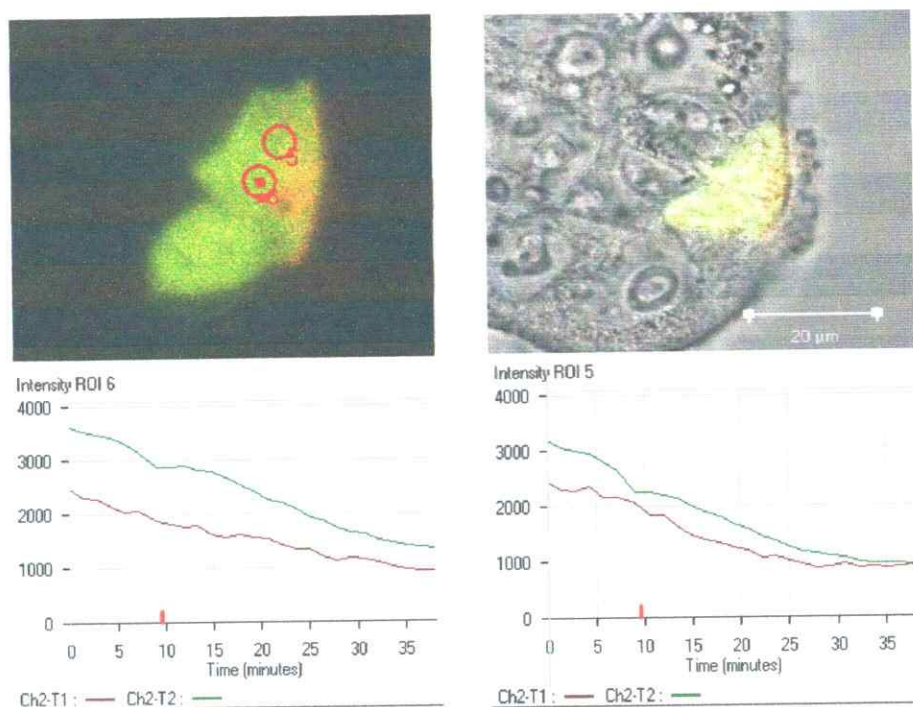 20 µm
Intensity ROI 6
4000
3000
2000
1000
0
0 5 10 15 20 25 30 35
Time (minutes)
Ch2-T1 : Ch2-T2 :
Intensity ROI 5
4000
3000
2000
1000
0
0 5 10 15 20 25 30 35
Time (minutes)
Ch2-T1 : Ch2-T2 :